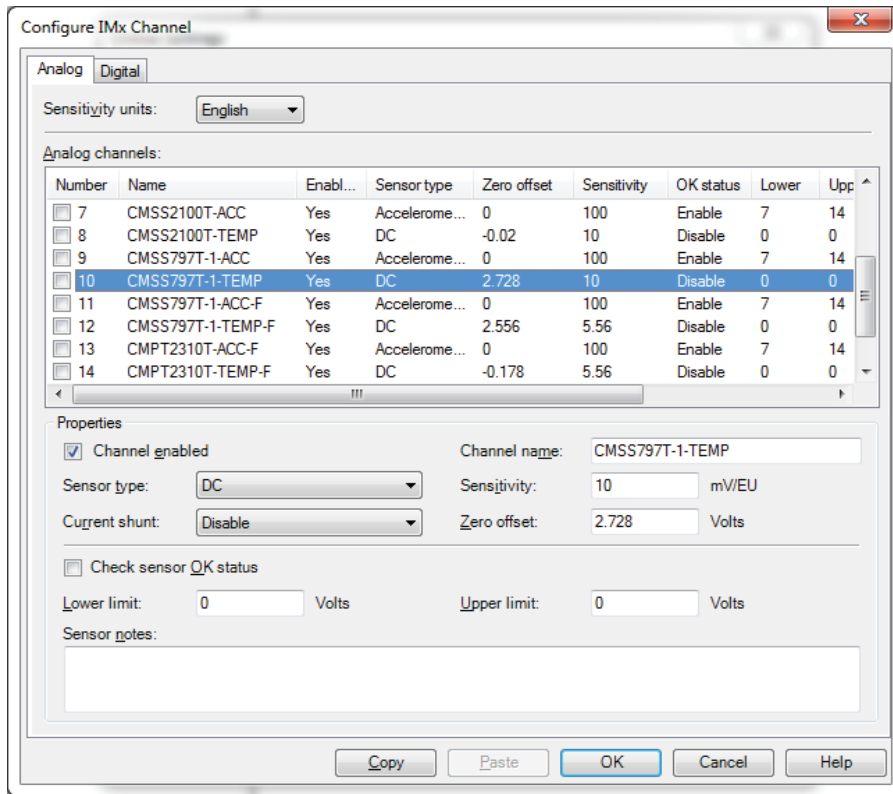 Configure IMx Channel
Analog Digital
Sensitivity units: English
Analog channels:
Number Name Enabl... Sensor type Zero offset Sensitivity OK status Lower Upp
7 CMSS2100T-ACC Yes Accelerome... 0 100 Enable 7 14
8 CMSS2100T-TEMP Yes DC -0.02 10 Disable 0 0
9 CMSS797T-1-ACC Yes Accelerome... 0 100 Enable 7 14
10 CMSS797T-1-TEMP Yes DC 2.728 10 Disable 0 0
11 CMSS797T-1-ACC-F Yes Accelerome... 0 100 Enable 7 14
12 CMSS797T-1-TEMP-F Yes DC 2.556 5.56 Disable 0 0
13 CMPT2310T-ACC-F Yes Accelerome... 0 100 Enable 7 14
14 CMPT2310T-TEMP-F Yes DC -0.178 5.56 Disable 0 0
Properties
Channel enabled Channel name: CMSS797T-1-TEMP
Sensor type: DC Sensitivity: 10 mV/EU
Current shunt: Disable Zero offset: 2.728 Volts
Check sensor OK status
Lower limit: 0 Volts Upper limit: 0 Volts
Sensor notes:
Copy Paste OK Cancel Help